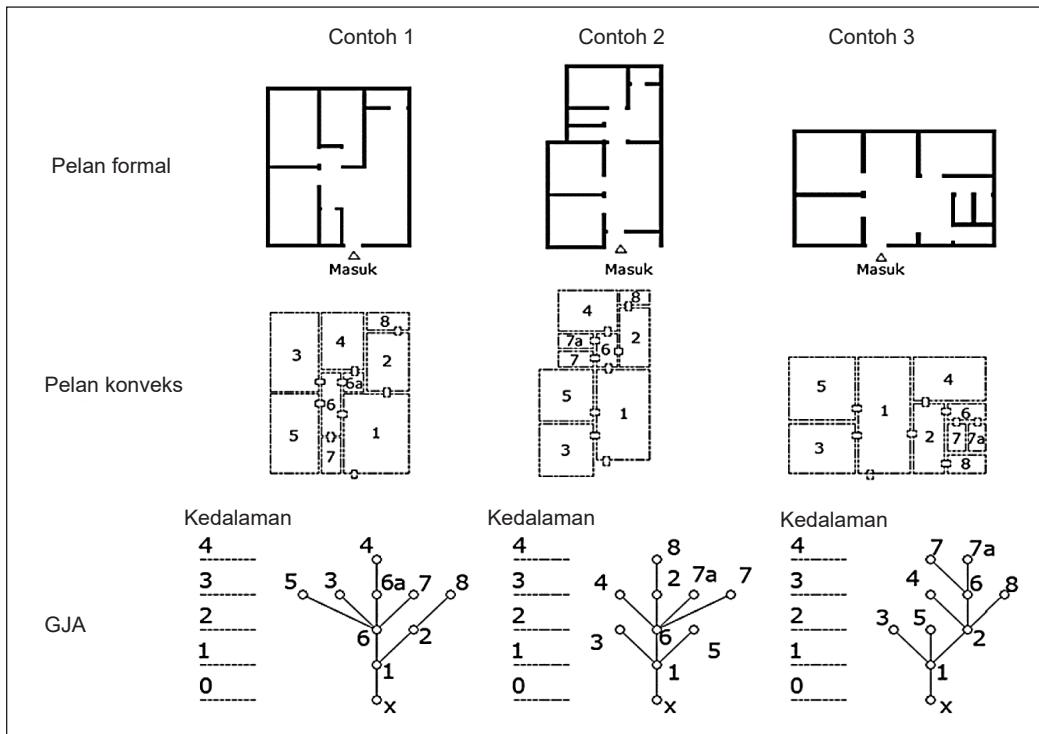 Contoh 1 Contoh 2 Contoh 3
Pelan formal
Masuk Masuk Masuk
Pelan konveks
3 4 8 2 6a 6 5 1 7
4 8 7a 6 2 7 5 1 3
5 1 4 6 2 7 7a 3 8
Kedalaman Kedalaman Kedalaman
GJA
4 4
3 5 3 6a 7 8
2 6 2
1 1
0 x
4 8
3 4 2 7a 7
2 3 6 5
1 1
0 x
4 7 7a
3 4 6 8
2 3 5 2
1 1
0 x